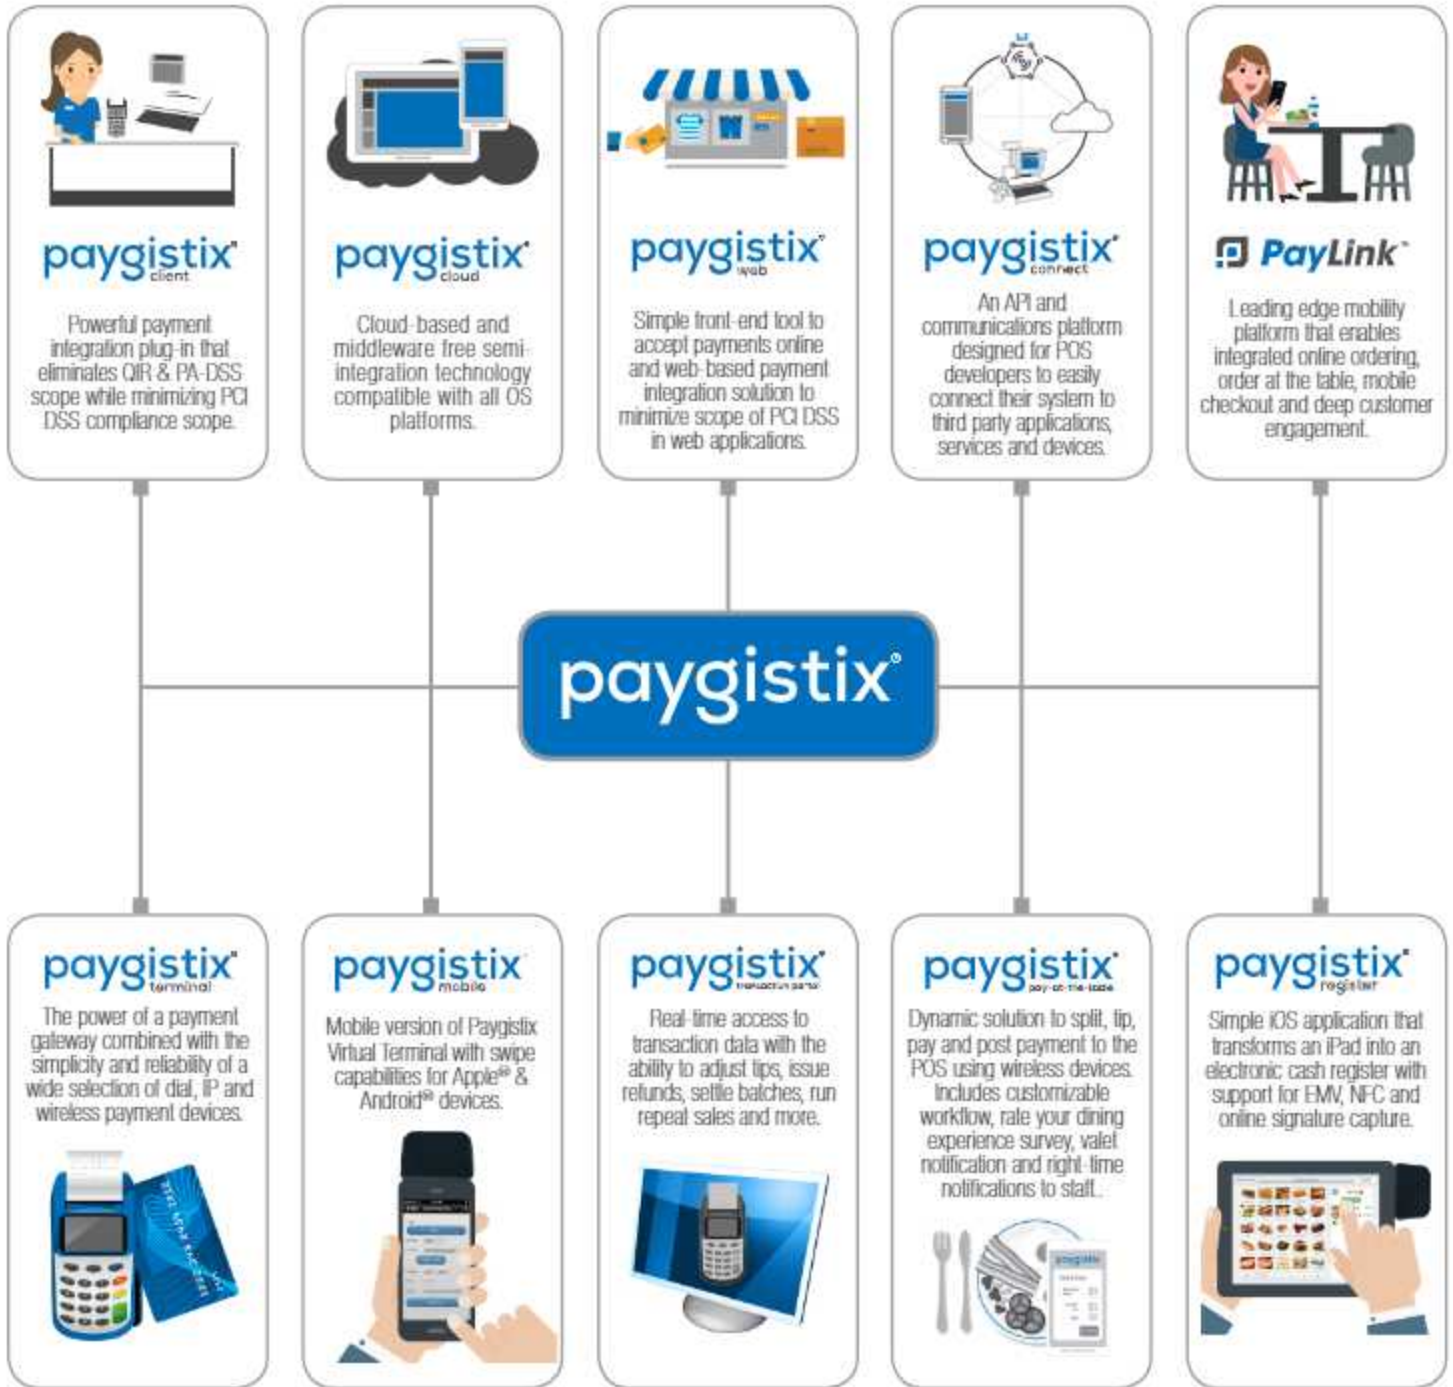 paygistix®
client
Powerful payment
integration plug-in that
eliminates QIR & PA-DSS
scope while minimizing PCI
DSS compliance scope.
paygistix®
cloud
Cloud-based and
middleware free semi-
integration technology
compatible with all OS
platforms.
paygistix®
web
Simple front-end tool to
accept payments online
and web-based payment
integration solution to
minimize scope of PCI DSS
in web applications.
paygistix®
connect
An API and
communications platform
designed for POS
developers to easily
connect their system to
third party applications,
services and devices.
PayLink™
Leading edge mobility
platform that enables
integrated online ordering,
order at the table, mobile
checkout and deep customer
engagement.
paygistix®
paygistix®
terminal
The power of a payment
gateway combined with the
simplicity and reliability of a
wide selection of dial, IP and
wireless payment devices.
paygistix
mobile
Mobile version of Paygistix
Virtual Terminal with swipe
capabilities for Apple® &
Android® devices.
paygistix®
transaction portal
Real-time access to
transaction data with the
ability to adjust tips, issue
refunds, settle batches, run
repeat sales and more.
paygistix®
pay-at-the-table
Dynamic solution to split, tip,
pay and post payment to the
POS using wireless devices.
Includes customizable
workflow, rate your dining
experience survey, valet
notification and right-time
notifications to staff..
paygistix
paygistix®
register
Simple iOS application that
transforms an iPad into an
electronic cash register with
support for EMV, NFC and
online signature capture.